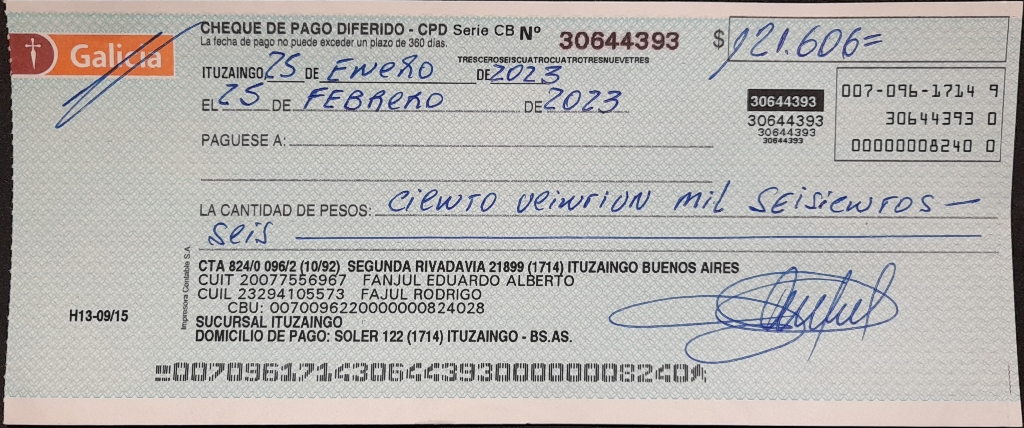 Galicia
CHEQUE DE PAGO DIFERIDO - CPD Serie CB Nº 30644393 $ 121.606=
La fecha de pago no puede exceder un plazo de 360 días.
TRESCEROSEISCUATROCUATROTRESNUEVETRES
ITUZAINGO, 25 DE ENERO DE 2023
EL 25 DE FEBRERO DE 2023
30644393
30644393
30644393
30644393
007-096-1714 9
30644393 0
00000008240 0
PAGUESE A:
LA CANTIDAD DE PESOS: CIENTO VEINTIUN MIL SEISIENTOS —
SEIS
CTA 824/0 096/2 (10/92) SEGUNDA RIVADAVIA 21899 (1714) ITUZAINGO BUENOS AIRES
CUIT 20077556967 FANJUL EDUARDO ALBERTO
CUIL 23294105573 FAJUL RODRIGO
CBU: 0070096220000000824028
SUCURSAL ITUZAINGO
DOMICILIO DE PAGO: SOLER 122 (1714) ITUZAINGO - BS.AS.
H13-09/15
Impresora Contable S.A.
00709617143064439300000008240